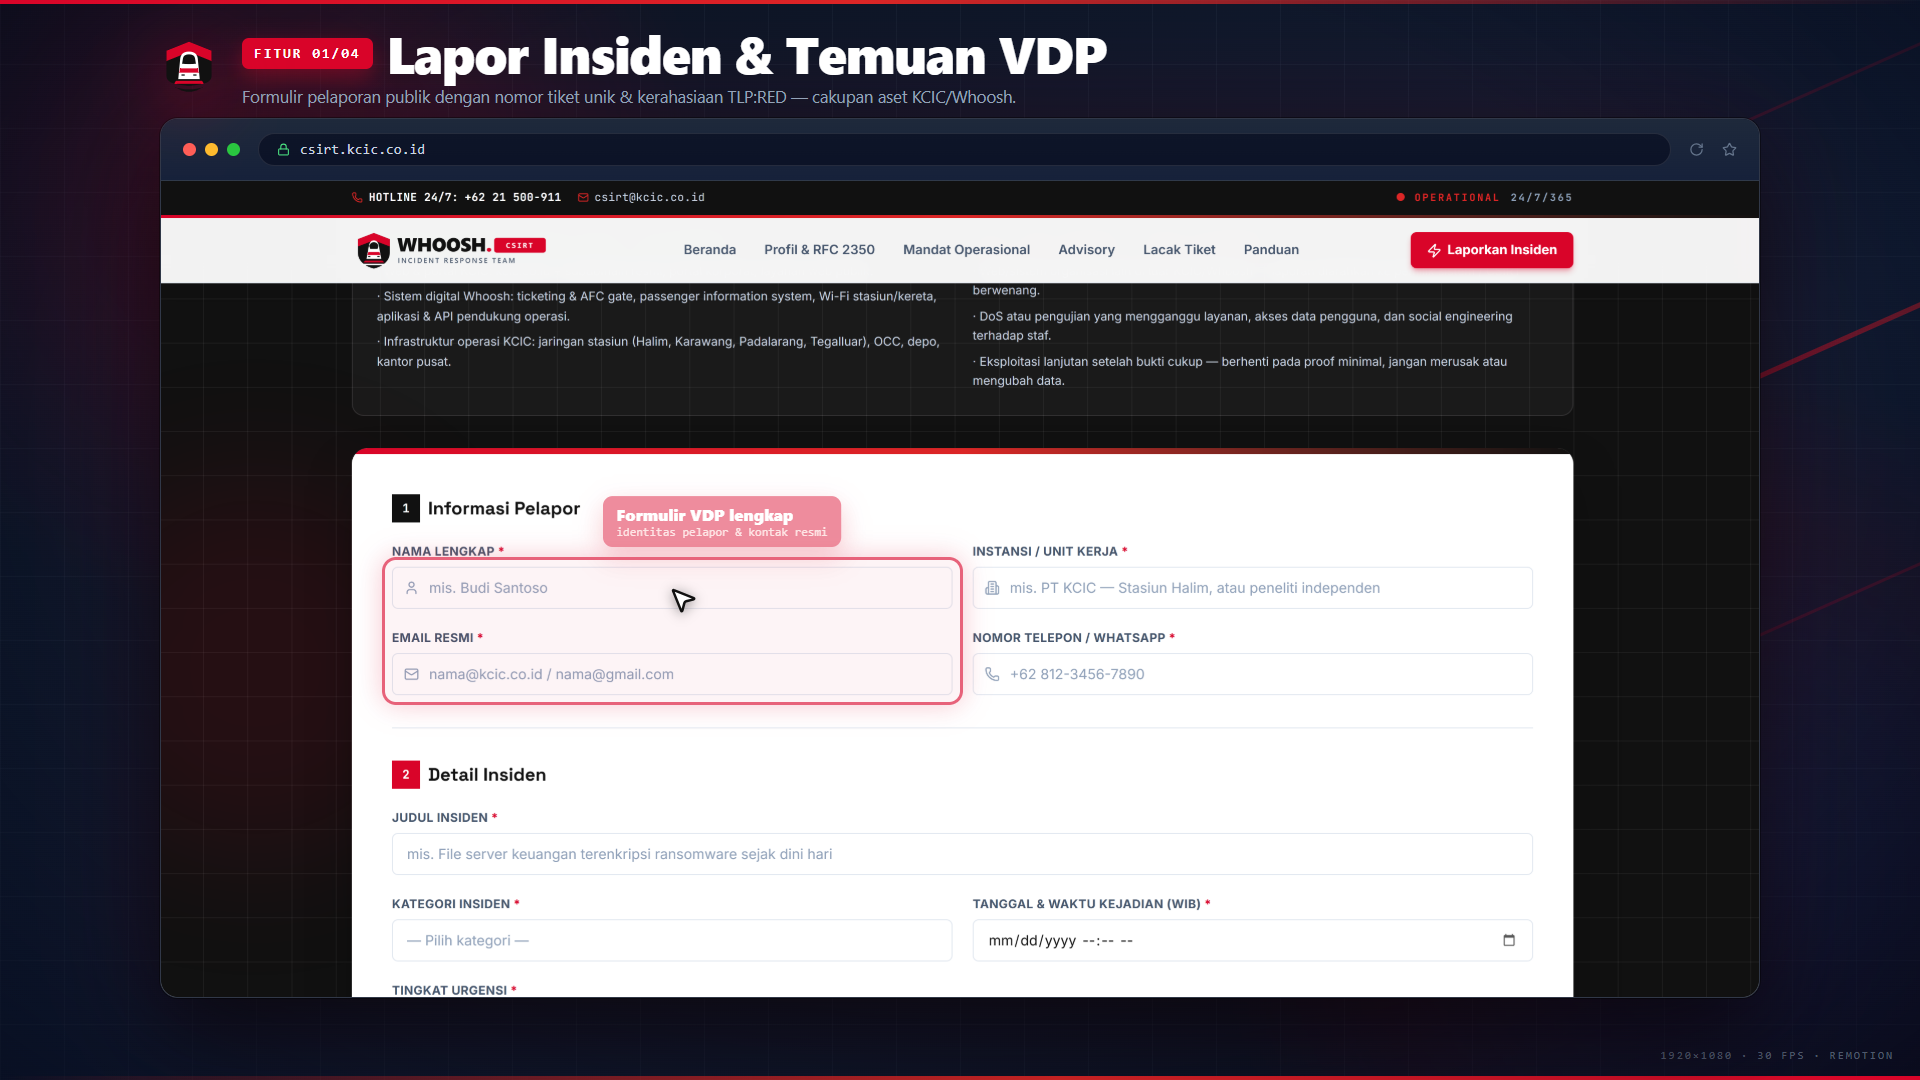 FITUR 01/04
Lapor Insiden & Temuan VDP
Formulir pelaporan publik dengan nomor tiket unik & kerahasiaan TLP:RED — cakupan aset KCIC/Whoosh.
csirt.kcic.co.id
HOTLINE 24/7: +62 21 500-911
csirt@kcic.co.id
OPERATIONAL 24/7/365
WHOOSH. CSIRT
INCIDENT RESPONSE TEAM
Beranda
Profil & RFC 2350
Mandat Operasional
Advisory
Lacak Tiket
Panduan
Laporkan Insiden
· Sistem digital Whoosh: ticketing & AFC gate, passenger information system, Wi-Fi stasiun/kereta,
aplikasi & API pendukung operasi.
· Infrastruktur operasi KCIC: jaringan stasiun (Halim, Karawang, Padalarang, Tegalluar), OCC, depo,
kantor pusat.
berwenang.
· DoS atau pengujian yang mengganggu layanan, akses data pengguna, dan social engineering
terhadap staf.
· Eksploitasi lanjutan setelah bukti cukup — berhenti pada proof minimal, jangan merusak atau
mengubah data.
1 Informasi Pelapor
Formulir VDP lengkap
identitas pelapor & kontak resmi
NAMA LENGKAP *
mis. Budi Santoso
INSTANSI / UNIT KERJA *
mis. PT KCIC — Stasiun Halim, atau peneliti independen
EMAIL RESMI *
nama@kcic.co.id / nama@gmail.com
NOMOR TELEPON / WHATSAPP *
+62 812-3456-7890
2 Detail Insiden
JUDUL INSIDEN *
mis. File server keuangan terenkripsi ransomware sejak dini hari
KATEGORI INSIDEN *
— Pilih kategori —
TANGGAL & WAKTU KEJADIAN (WIB) *
mm/dd/yyyy --:-- --
TINGKAT URGENSI *
1920×1080 · 30 FPS · REMOTION